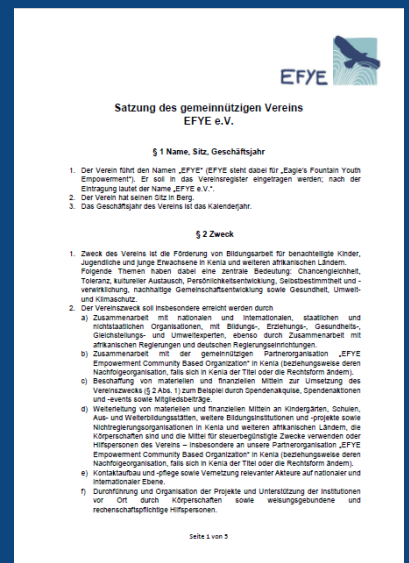 EFYE
Satzung des gemeinnützigen Vereins
EFYE e.V.
§ 1 Name, Sitz, Geschäftsjahr
1. Der Verein führt den Namen „EFYE“ (EFYE steht dabei für „Eagle's Fountain Youth
Empowerment“). Er soll in das Vereinsregister eingetragen werden; nach der
Eintragung lautet der Name „EFYE e.V.“.
2. Der Verein hat seinen Sitz in Berg.
3. Das Geschäftsjahr des Vereins ist das Kalenderjahr.
§ 2 Zweck
1. Zweck des Vereins ist die Förderung von Bildungsarbeit für benachteiligte Kinder,
Jugendliche und junge Erwachsene in Kenia und weiteren afrikanischen Ländern.
Folgende Themen haben dabei eine zentrale Bedeutung: Chancengleichheit,
Toleranz, kultureller Austausch, Persönlichkeitsentwicklung, Selbstbestimmtheit und -
verwirklichung, nachhaltige Gemeinschaftsentwicklung sowie Gesundheit, Umwelt-
und Klimaschutz.
2. Der Vereinszweck soll insbesondere erreicht werden durch
a) Zusammenarbeit mit nationalen und internationalen, staatlichen und
nichtstaatlichen Organisationen, mit Bildungs-, Erziehungs-, Gesundheits-,
Gleichstellungs- und Umweltexperten, ebenso durch Zusammenarbeit mit
afrikanischen Regierungen und deutschen Regierungseinrichtungen.
b) Zusammenarbeit mit der gemeinnützigen Partnerorganisation „EFYE
Empowerment Community Based Organization“ in Kenia (beziehungsweise deren
Nachfolgeorganisation, falls sich in Kenia der Titel oder die Rechtsform ändern).
c) Beschaffung von materiellen und finanziellen Mitteln zur Umsetzung des
Vereinszwecks (§ 2 Abs. 1) zum Beispiel durch Spendenakquise, Spendenaktionen
und -events sowie Mitgliedsbeiträge.
d) Weiterleitung von materiellen und finanziellen Mitteln an Kindergärten, Schulen,
Aus- und Weiterbildungsstätten, weitere Bildungsinstitutionen und -projekte sowie
Nichtregierungsorganisationen in Kenia und weiteren afrikanischen Ländern, die
Körperschaften sind und die Mittel für steuerbegünstigte Zwecke verwenden oder
Hilfspersonen des Vereins – insbesondere an unsere Partnerorganisation „EFYE
Empowerment Community Based Organization“ in Kenia (beziehungsweise deren
Nachfolgeorganisation, falls sich in Kenia der Titel oder die Rechtsform ändern).
e) Kontaktaufbau und -pflege sowie Vernetzung relevanter Akteure auf nationaler und
internationaler Ebene.
f) Durchführung und Organisation der Projekte und Unterstützung der Institutionen
vor Ort durch Körperschaften sowie weisungsgebundene und
rechenschaftspflichtige Hilfspersonen.
Seite 1 von 5